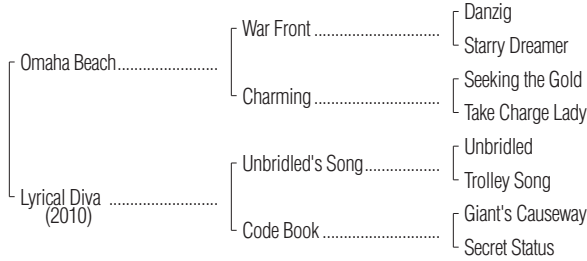 Danzig
War Front
Starry Dreamer
Omaha Beach
Seeking the Gold
Charming
Take Charge Lady
Unbridled
Unbridled's Song
Trolley Song
Lyrical Diva
(2010)
Giant's Causeway
Code Book
Secret Status